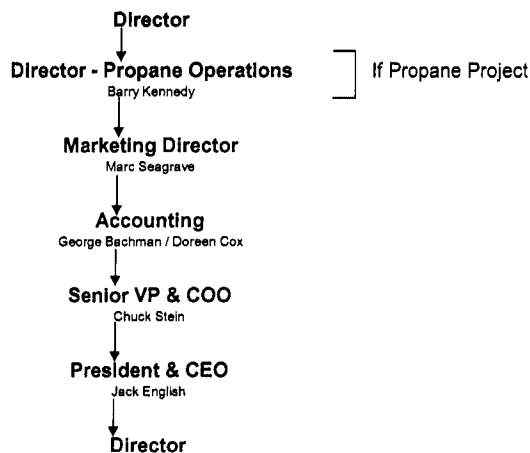 Director
Director - Propane Operations
If Propane Project
Barry Kennedy
Marketing Director
Marc Seagrave
Accounting
George Bachman / Doreen Cox
Senior VP & COO
Chuck Stein
President & CEO
Jack English
Director